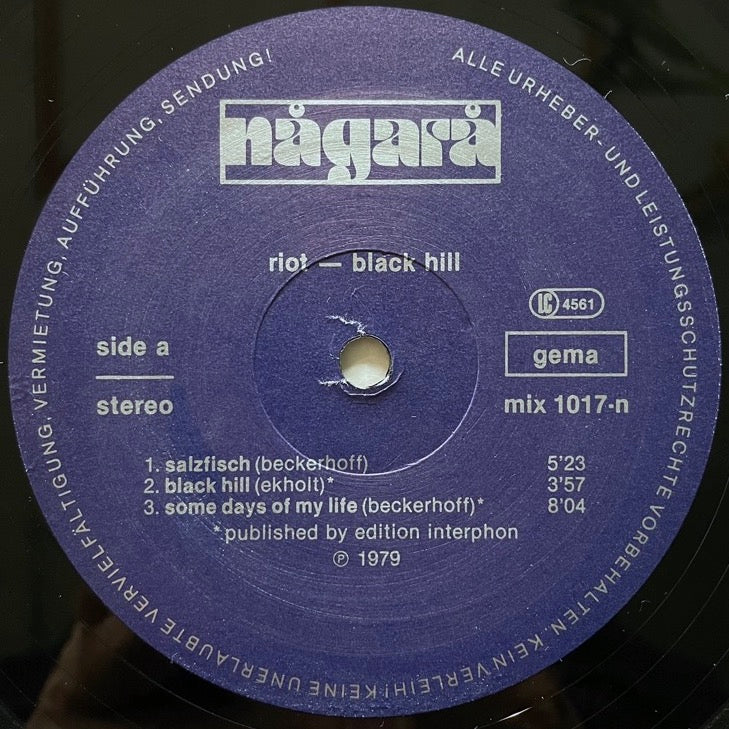 ALLE URHEBER- UND LEISTUNGSSCHUTZRECHTE VORBEHALTEN. KEIN VERLEIH! KEINE UNERLAUBTE VERVIELFÄLTIGUNG, VERMIETUNG, AUFFÜHRUNG, SENDUNG!
någarå
riot — black hill
LC 4561
side a
gema
stereo
mix 1017-n
1. salzfisch (beckerhoff) 5'23
2. black hill (ekholt)* 3'57
3. some days of my life (beckerhoff)* 8'04
* published by edition interphon
℗ 1979